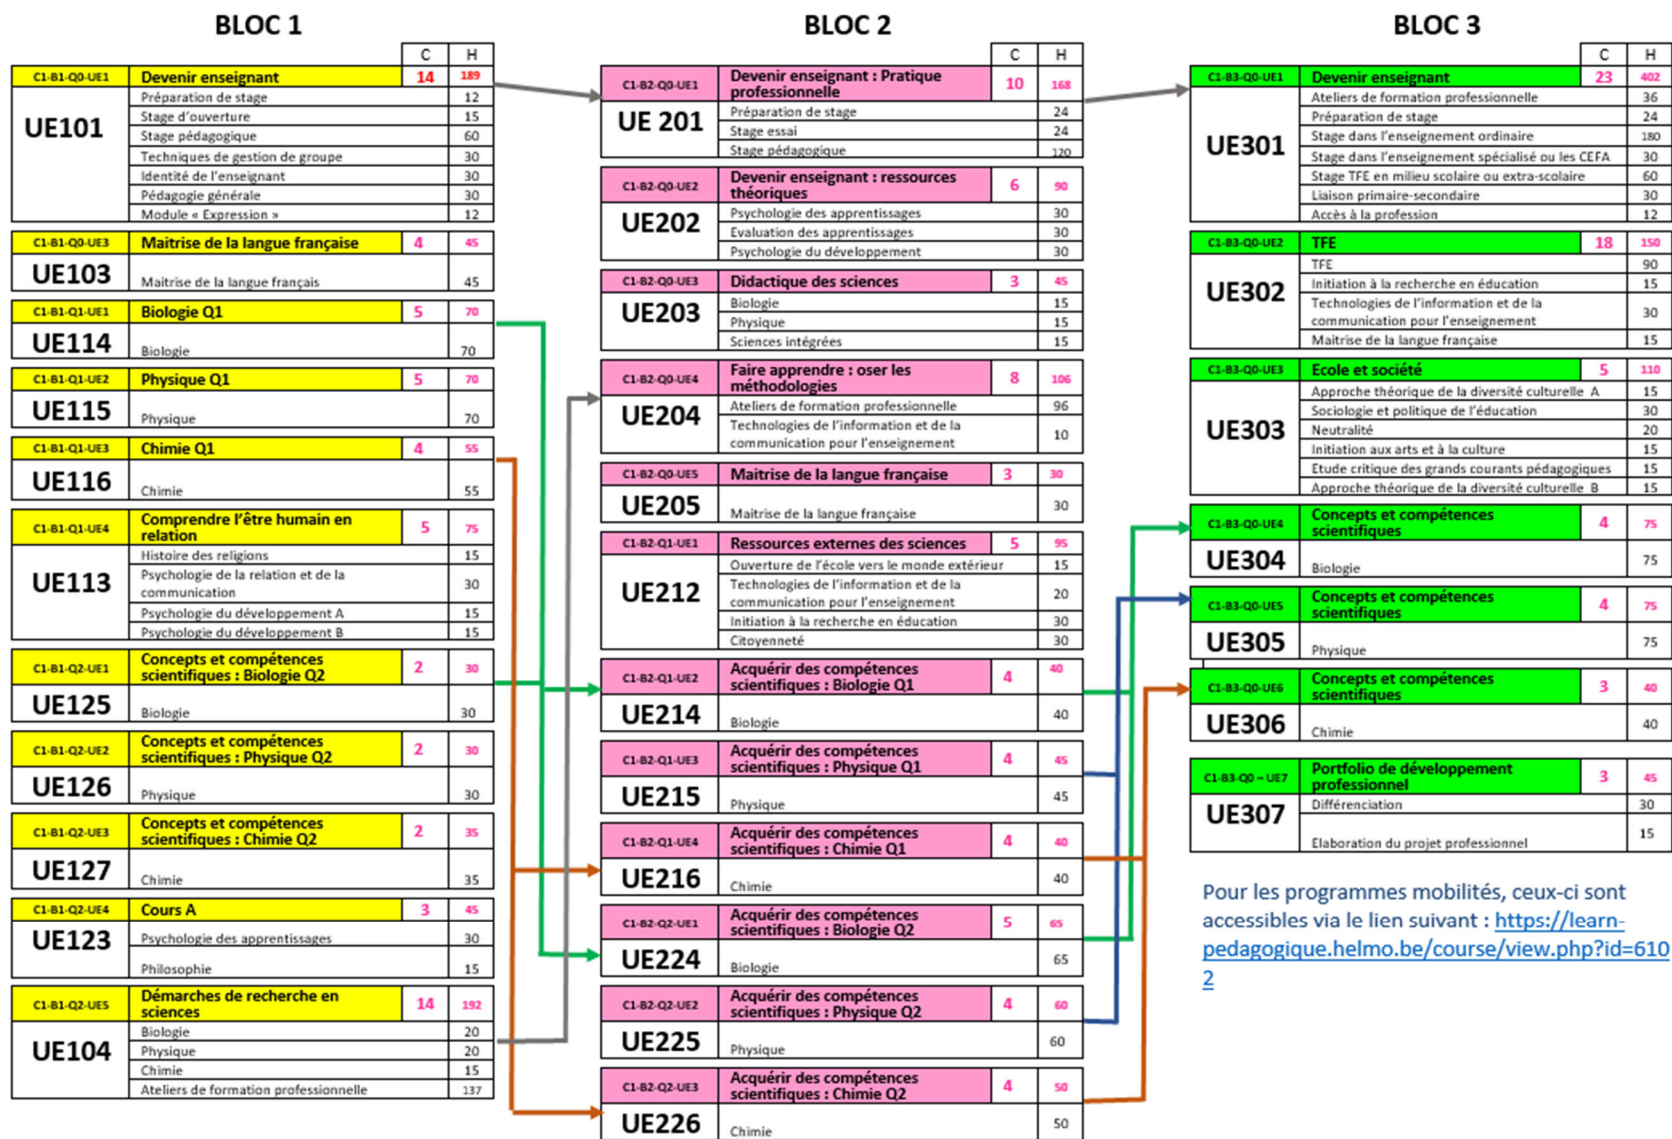 BLOC 1
C H
C1-B1-Q0-UE1 Devenir enseignant 14 189
UE101
Préparation de stage 12
Stage d'ouverture 15
Stage pédagogique 60
Techniques de gestion de groupe 30
Identité de l'enseignant 30
Pédagogie générale 30
Module « Expression » 12
C1-B1-Q0-UE3 Maitrise de la langue française 4 45
UE103
Maitrise de la langue français 45
C1-B1-Q1-UE1 Biologie Q1 5 70
UE114
Biologie 70
C1-B1-Q1-UE2 Physique Q1 5 70
UE115
Physique 70
C1-B1-Q1-UE3 Chimie Q1 4 55
UE116
Chimie 55
C1-B1-Q1-UE4 Comprendre l'être humain en 5 75
relation
UE113
Histoire des religions 15
Psychologie de la relation et de la
communication 30
Psychologie du développement A 15
Psychologie du développement B 15
C1-B1-Q2-UE1 Concepts et compétences 2 30
scientifiques : Biologie Q2
UE125
Biologie 30
C1-B1-Q2-UE2 Concepts et compétences 2 30
scientifiques : Physique Q2
UE126
Physique 30
C1-B1-Q2-UE3 Concepts et compétences 2 35
scientifiques : Chimie Q2
UE127
Chimie 35
C1-B1-Q2-UE4 Cours A 3 45
UE123
Psychologie des apprentissages 30
Philosophie 15
C1-B1-Q2-UE5 Démarches de recherche en 14 192
sciences
UE104
Biologie 20
Physique 20
Chimie 15
Ateliers de formation professionnelle 137
BLOC 2
C H
C1-B2-Q0-UE1 Devenir enseignant : Pratique 10 168
professionnelle
UE 201
Préparation de stage 24
Stage essai 24
Stage pédagogique 120
C1-B2-Q0-UE2 Devenir enseignant : ressources 6 90
théoriques
UE202
Psychologie des apprentissages 30
Evaluation des apprentissages 30
Psychologie du développement 30
C1-B2-Q0-UE3 Didactique des sciences 3 45
UE203
Biologie 15
Physique 15
Sciences intégrées 15
C1-B2-Q0-UE4 Faire apprendre : oser les 8 106
méthodologies
UE204
Ateliers de formation professionnelle 96
Technologies de l'information et de la
communication pour l'enseignement 10
C1-B2-Q0-UE5 Maitrise de la langue française 3 30
UE205
Maitrise de la langue française 30
C1-B2-Q1-UE1 Ressources externes des sciences 5 95
UE212
Ouverture de l'école vers le monde extérieur 15
Technologies de l'information et de la
communication pour l'enseignement 20
Initiation à la recherche en éducation 30
Citoyenneté 30
C1-B2-Q1-UE2 Acquérir des compétences 4 40
scientifiques : Biologie Q1
UE214
Biologie 40
C1-B2-Q1-UE3 Acquérir des compétences 4 45
scientifiques : Physique Q1
UE215
Physique 45
C1-B2-Q1-UE4 Acquérir des compétences 4 40
scientifiques : Chimie Q1
UE216
Chimie 40
C1-B2-Q2-UE1 Acquérir des compétences 5 65
scientifiques : Biologie Q2
UE224
Biologie 65
C1-B2-Q2-UE2 Acquérir des compétences 4 60
scientifiques : Physique Q2
UE225
Physique 60
C1-B2-Q2-UE3 Acquérir des compétences 4 50
scientifiques : Chimie Q2
UE226
Chimie 50
BLOC 3
C H
C1-B3-Q0-UE1 Devenir enseignant 23 402
UE301
Ateliers de formation professionnelle 36
Préparation de stage 24
Stage dans l'enseignement ordinaire 180
Stage dans l'enseignement spécialisé ou les CEFA 30
Stage TFE en milieu scolaire ou extra-scolaire 60
Liaison primaire-secondaire 30
Accès à la profession 12
C1-B3-Q0-UE2 TFE 18 150
UE302
TFE 90
Initiation à la recherche en éducation 15
Technologies de l'information et de la
communication pour l'enseignement 30
Maitrise de la langue française 15
C1-B3-Q0-UE3 Ecole et société 5 110
UE303
Approche théorique de la diversité culturelle A 15
Sociologie et politique de l'éducation 30
Neutralité 20
Initiation aux arts et à la culture 15
Etude critique des grands courants pédagogiques 15
Approche théorique de la diversité culturelle B 15
C1-B3-Q0-UE4 Concepts et compétences 4 75
scientifiques
UE304
Biologie 75
C1-B3-Q0-UE5 Concepts et compétences 4 75
scientifiques
UE305
Physique 75
C1-B3-Q0-UE6 Concepts et compétences 3 40
scientifiques
UE306
Chimie 40
C1-B3-Q0 – UE7 Portfolio de développement 3 45
professionnel
UE307
Différenciation 30
Elaboration du projet professionnel 15
Pour les programmes mobilités, ceux-ci sont
accessibles via le lien suivant : https://learn-
pedagogique.helmo.be/course/view.php?id=610
2